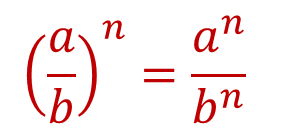 (a/b)^n = a^n/b^n